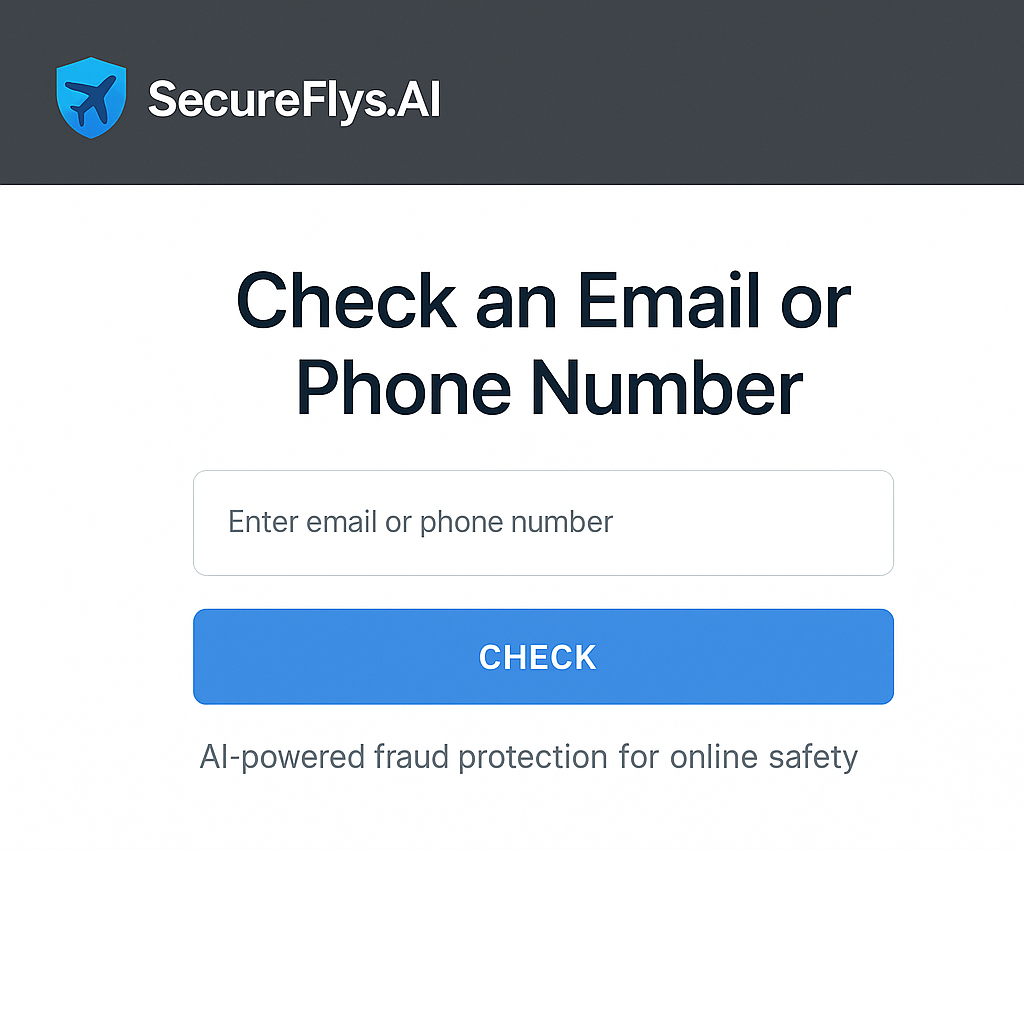 SecureFlys.AI
Check an Email or
Phone Number
Enter email or phone number
CHECK
AI-powered fraud protection for online safety